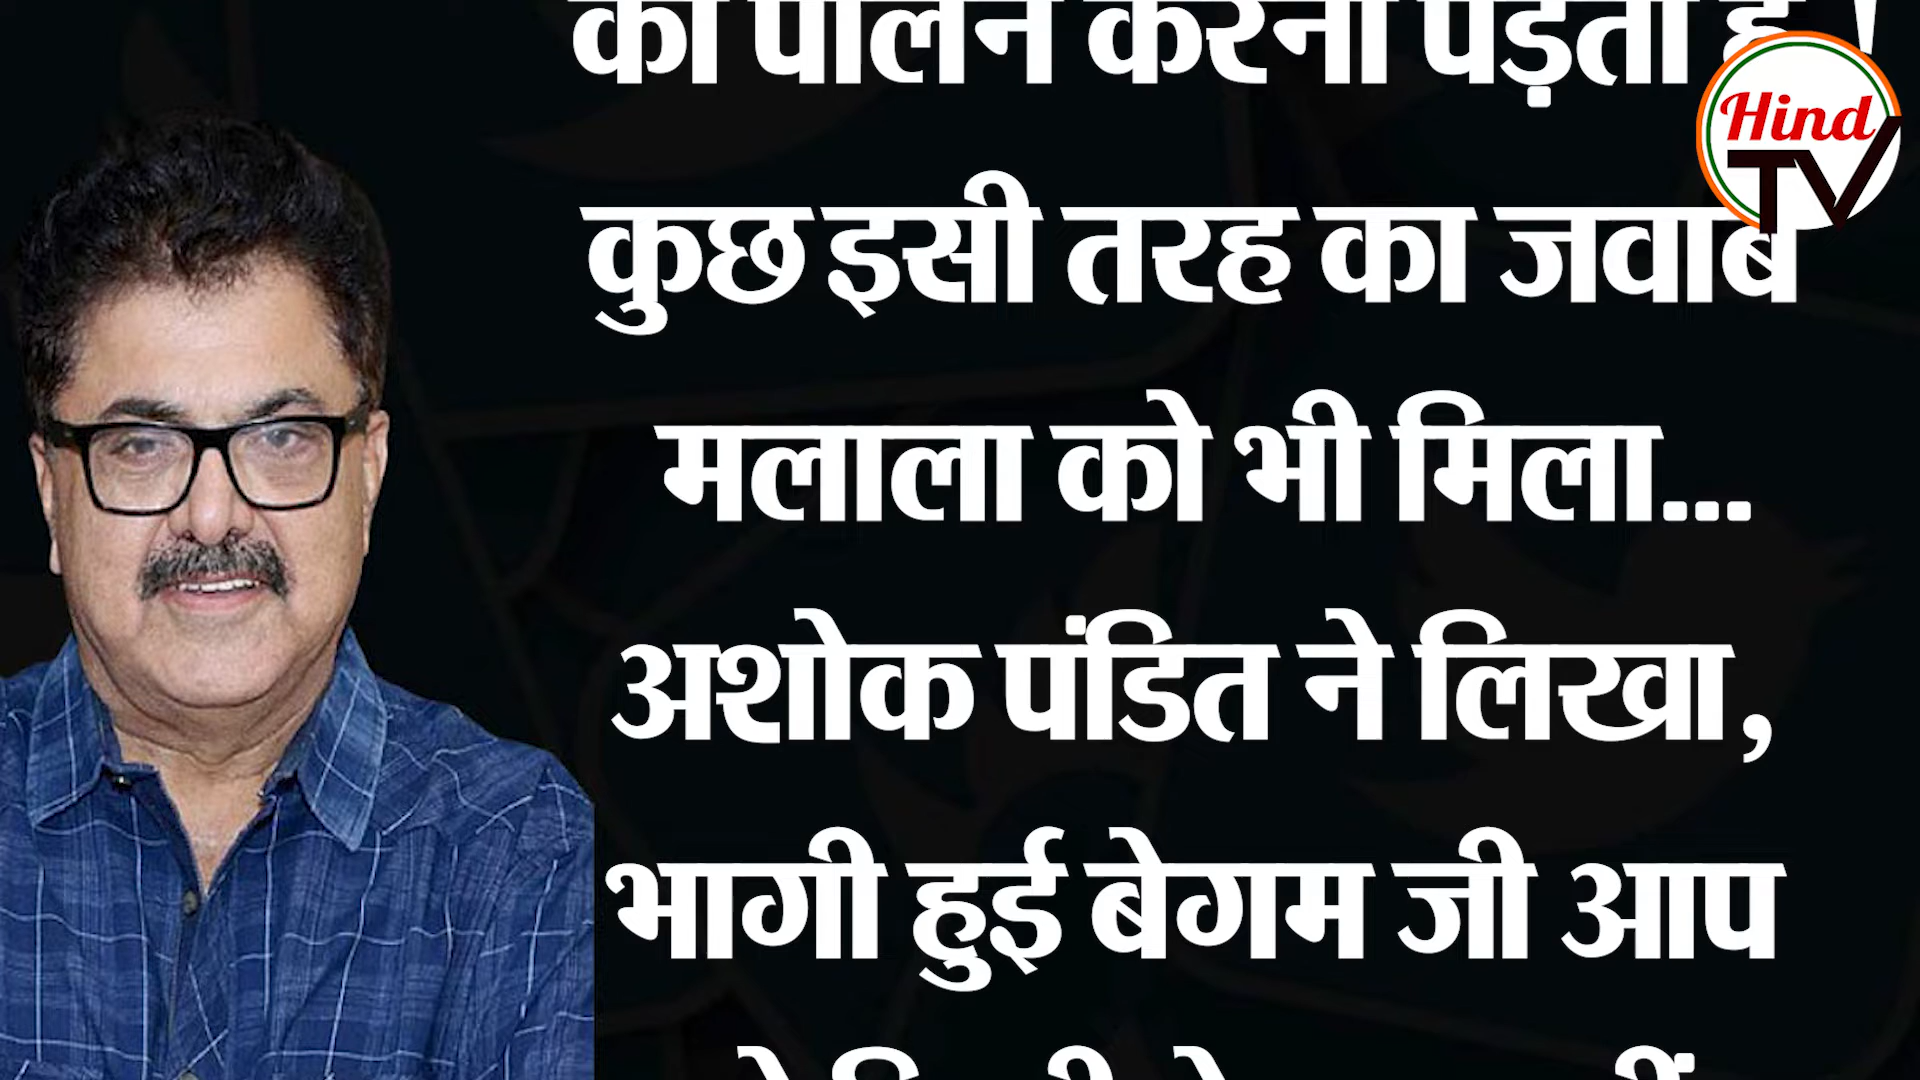 का पालन करना पड़ता है !
Hind
TV
कुछ इसी तरह का जवाब
मलाला को भी मिला...
अशोक पंडित ने लिखा,
भागी हुई बेगम जी आप